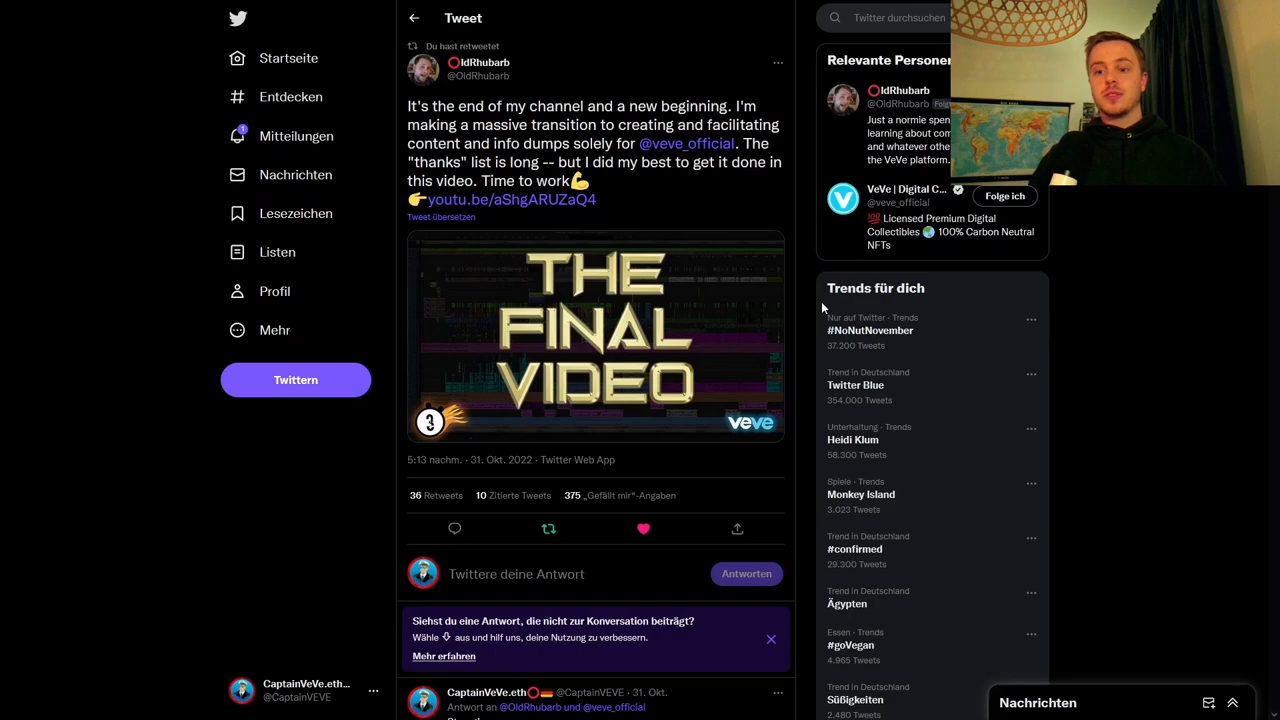 Startseite
Entdecken
1
Mitteilungen
Nachrichten
Lesezeichen
Listen
Profil
Mehr
Twittern
CaptainVeVe.eth...
@CaptainVEVE
Tweet
Du hast retweetet
⭕ldRhubarb
@OldRhubarb
It's the end of my channel and a new beginning. I'm
making a massive transition to creating and facilitating
content and info dumps solely for @veve_official. The
"thanks" list is long -- but I did my best to get it done in
this video. Time to work💪
👉youtu.be/aShgARUZaQ4
Tweet übersetzen
THE
FINAL
VIDEO
3
veve
5:13 nachm. · 31. Okt. 2022 · Twitter Web App
36 Retweets 10 Zitierte Tweets 375 „Gefällt mir“-Angaben
Twittere deine Antwort
Antworten
Siehst du eine Antwort, die nicht zur Konversation beiträgt?
Wähle aus und hilf uns, deine Nutzung zu verbessern.
Mehr erfahren
CaptainVeVe.eth⭕🇩🇪 @CaptainVEVE · 31. Okt.
Antwort an @OldRhubarb und @veve_official
Twitter durchsuchen
Relevante Personen
⭕ldRhubarb
@OldRhubarb
Just a normie spen
learning about com
and whatever othe
the VeVe platform.
VeVe | Digital C...
@veve_official
Folge ich
💯 Licensed Premium Digital
Collectibles 🌏 100% Carbon Neutral
NFTs
Trends für dich
Nur auf Twitter · Trends
#NoNutNovember
37.200 Tweets
Trend in Deutschland
Twitter Blue
354.000 Tweets
Unterhaltung · Trends
Heidi Klum
58.300 Tweets
Spiele · Trends
Monkey Island
3.023 Tweets
Trend in Deutschland
#confirmed
29.300 Tweets
Trend in Deutschland
Ägypten
Essen · Trends
#goVegan
4.965 Tweets
Trend in Deutschland
Süßigkeiten
2.480 Tweets
Nachrichten